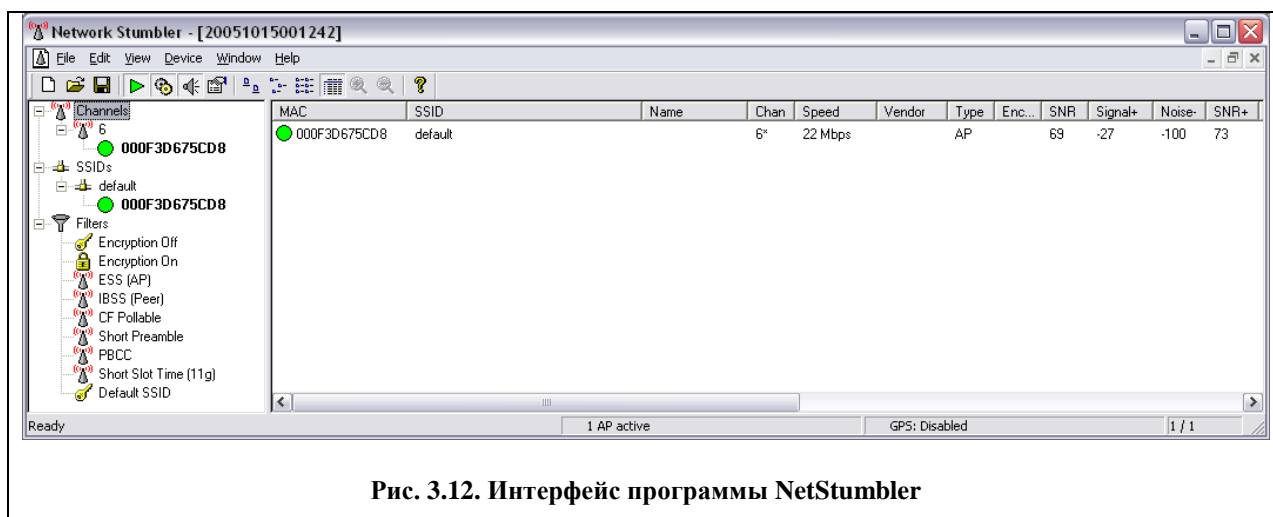 Network Stumbler - [20051015001242]
File Edit View Device Window Help
Channels
6
000F3D675CD8
SSIDs
default
000F3D675CD8
Filters
Encryption Off
Encryption On
ESS (AP)
IBSS (Peer)
CF Pollable
Short Preamble
PBCC
Short Slot Time (11g)
Default SSID
MAC SSID Name Chan Speed Vendor Type Enc... SNR Signal+ Noise- SNR+
000F3D675CD8 default 6* 22 Mbps AP 69 -27 -100 73
Ready 1 AP active GPS: Disabled 1 / 1
Рис. 3.12. Интерфейс программы NetStumbler